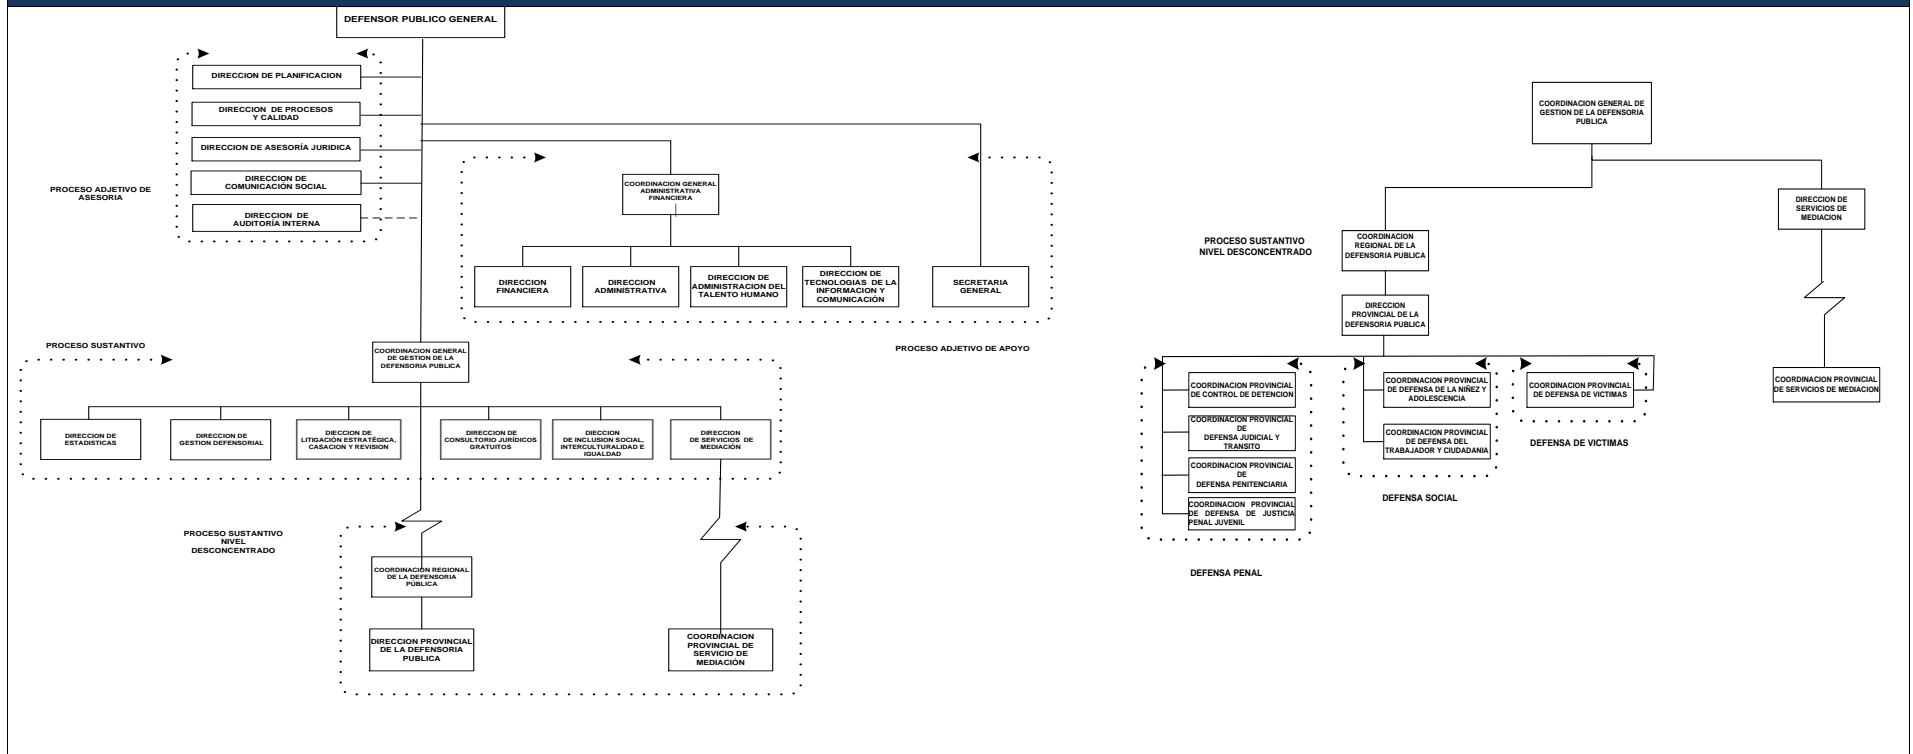 DEFENSOR PUBLICO GENERAL
DIRECCION DE PLANIFICACION
DIRECCION DE PROCESOS
Y CALIDAD
DIRECCION DE ASESORÍA JURIDICA
DIRECCION DE
COMUNICACIÓN SOCIAL
DIRECCION DE
AUDITORÍA INTERNA
PROCESO ADJETIVO DE
ASESORIA
COORDINACION GENERAL
ADMINISTRATIVA
FINANCIERA
DIRECCION
FINANCIERA
DIRECCION
ADMINISTRATIVA
DIRECCION DE
ADMINISTRACION DEL
TALENTO HUMANO
DIRECCION DE
TECNOLOGIAS DE LA
INFORMACION Y
COMUNICACIÓN
SECRETARIA
GENERAL
PROCESO ADJETIVO DE APOYO
PROCESO SUSTANTIVO
COORDINACION GENERAL
DE GESTION DE LA
DEFENSORIA PUBLICA
DIRECCION DE
ESTADISTICAS
DIRECCION DE
GESTION DEFENSORIAL
DIECCION DE
LITIGACIÓN ESTRATÉGICA,
CASACION Y REVISION
DIRECCION DE
CONSULTORIO JURÍDICOS
GRATUITOS
DIECCION
DE INCLUSION SOCIAL,
INTERCULTURALIDAD E
IGUALDAD
DIRECCION
DE SERVICIOS DE
MEDIACIÓN
PROCESO SUSTANTIVO
NIVEL
DESCONCENTRADO
COORDINACION REGIONAL
DE LA DEFENSORIA
PÚBLICA
DIRECCION PROVINCIAL
DE LA DEFENSORIA
PUBLICA
COORDINACION
PROVINCIAL DE
SERVICIO DE
MEDIACIÓN
COORDINACION GENERAL DE
GESTION DE LA DEFENSORIA
PUBLICA
DIRECCION DE
SERVICIOS DE
MEDIACION
PROCESO SUSTANTIVO
NIVEL DESCONCENTRADO
COORDINACION
REGIONAL DE LA
DEFENSORIA PUBLICA
DIRECCION
PROVINCIAL DE LA
DEFENSORIA PUBLICA
COORDINACION PROVINCIAL
DE CONTROL DE DETENCION
COORDINACION PROVINCIAL
DE
DEFENSA JUDICIAL Y
TRANSITO
COORDINACION PROVINCIAL
DE
DEFENSA PENITENCIARIA
COORDINACION PROVINCIAL
DE DEFENSA DE JUSTICIA
PENAL JUVENIL
DEFENSA PENAL
COORDINACION PROVINCIAL
DE DEFENSA DE LA NIÑEZ Y
ADOLESCENCIA
COORDINACION PROVINCIAL
DE DEFENSA DEL
TRABAJADOR Y CIUDADANIA
DEFENSA SOCIAL
COORDINACION PROVINCIAL
DE DEFENSA DE VICTIMAS
DEFENSA DE VICTIMAS
COORDINACION PROVINCIAL
DE SERVICIOS DE MEDIACION